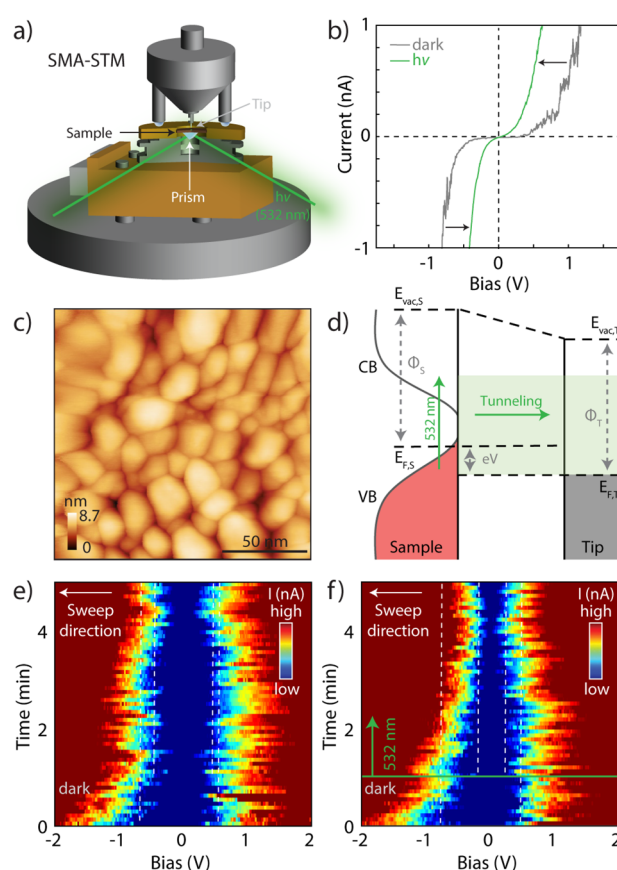 a)
SMA-STM
Tip
Sample
Prism
hν
(532 nm)
b)
dark
hν
Current (nA)
1
0
-1
-1 0 1
Bias (V)
c)
nm
8.7
0
50 nm
d)
E_vac,S
E_vac,T
CB
Φ_S
532 nm
Tunneling
Φ_T
E_F,S
eV
VB
E_F,T
Sample
Tip
e)
Sweep
direction
I (nA)
high
low
dark
Time (min)
4
2
0
-2 -1 0 1 2
Bias (V)
f)
Sweep
direction
I (nA)
high
low
532 nm
dark
Time (min)
4
2
0
-2 -1 0 1 2
Bias (V)